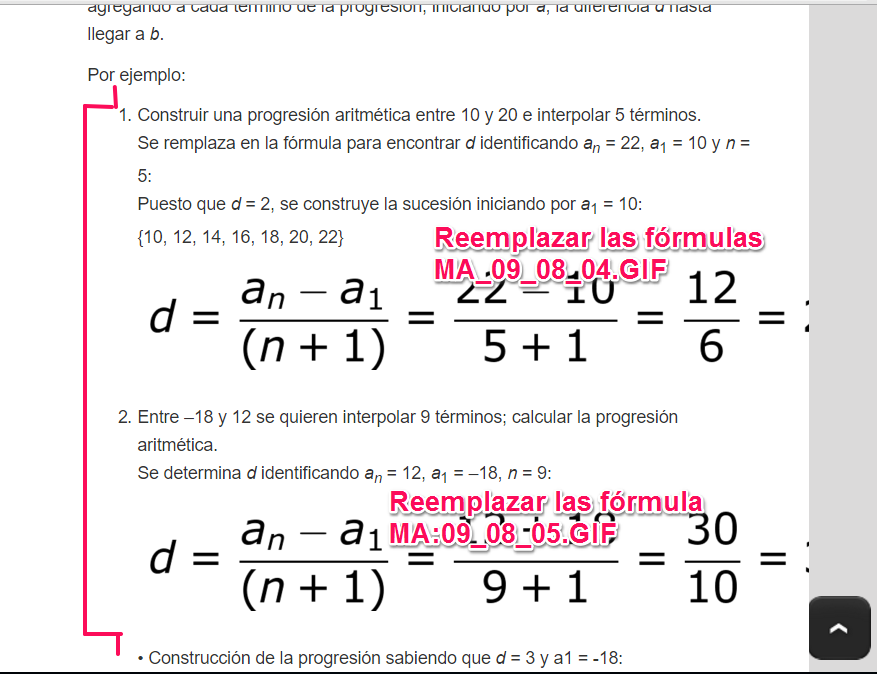 agregando a cada término de la progresión, iniciando por a, la diferencia d hasta
llegar a b.
Por ejemplo:
1. Construir una progresión aritmética entre 10 y 20 e interpolar 5 términos.
Se remplaza en la fórmula para encontrar d identificando aₙ = 22, a₁ = 10 y n =
5:
Puesto que d = 2, se construye la sucesión iniciando por a₁ = 10:
{10, 12, 14, 16, 18, 20, 22}
Reemplazar las fórmulas
MA_09_08_04.GIF
d = (aₙ − a₁)/(n + 1) = (22 − 10)/(5 + 1) = 12/6 =
2. Entre –18 y 12 se quieren interpolar 9 términos; calcular la progresión
aritmética.
Se determina d identificando aₙ = 12, a₁ = –18, n = 9:
Reemplazar las fórmula
MA:09_08_05.GIF
d = (aₙ − a₁)/(n + 1) = (12 + 18)/(9 + 1) = 30/10 =
• Construcción de la progresión sabiendo que d = 3 y a1 = -18: